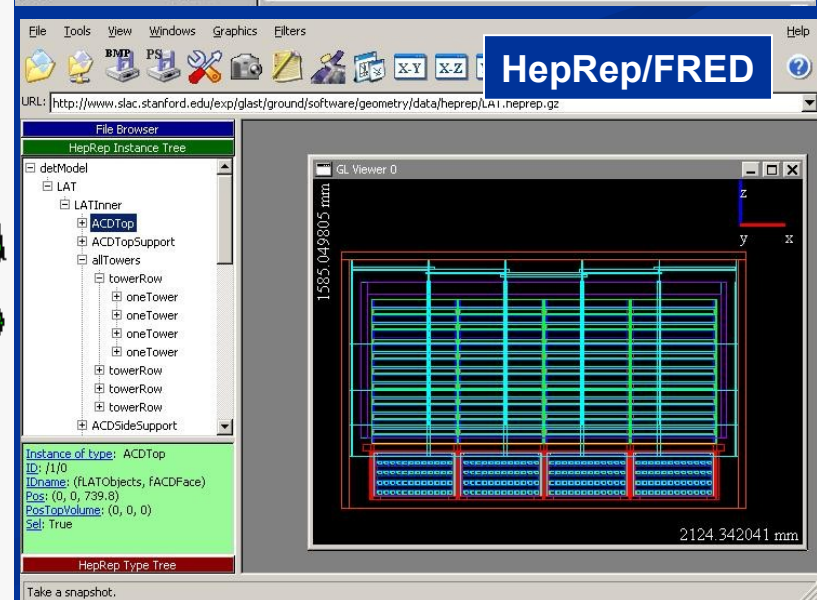 File Tools View Windows Graphics Filters Help
BMP PS X-Y X-Z
HepRep/FRED
URL: http://www.slac.stanford.edu/exp/glast/ground/software/geometry/data/heprep/LAT.heprep.gz
File Browser
HepRep Instance Tree
detModel
LAT
LATInner
ACDTop
ACDTopSupport
allTowers
towerRow
oneTower
oneTower
oneTower
oneTower
towerRow
towerRow
towerRow
ACDSideSupport
Instance of type: ACDTop
ID: /1/0
IDname: (fLATObjects, fACDFace)
Pos: (0, 0, 739.8)
PosTopVolume: (0, 0, 0)
Sel: True
HepRep Type Tree
Take a snapshot.
GL Viewer 0
1585.049805 mm
z
y x
2124.342041 mm